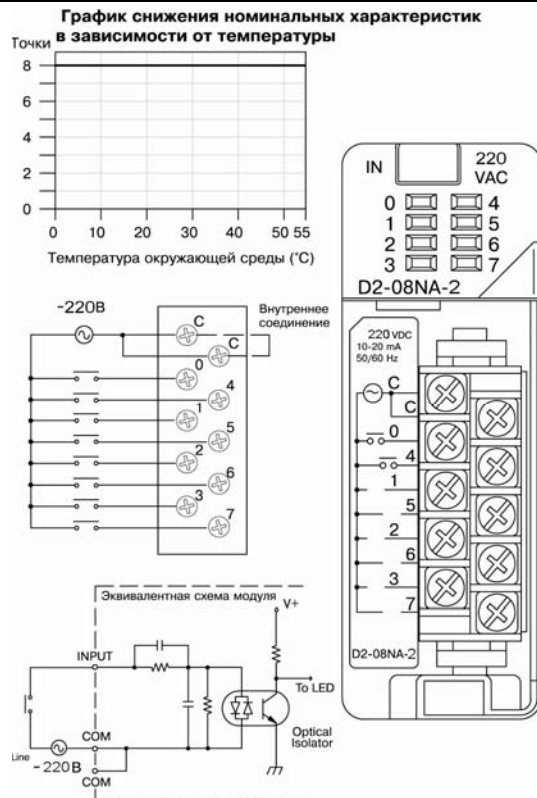 График снижения номинальных характеристик
в зависимости от температуры
Точки
8
6
4
2
0
0 10 20 30 40 50 55
Температура окружающей среды (°C)
~220В
Внутреннее
соединение
C
C
0
4
1
5
2
6
3
7
Эквивалентная схема модуля
V+
INPUT
To LED
COM
Optical
Isolator
Line
~220В
COM
IN
220
VAC
0 4
1 5
2 6
3 7
D2-08NA-2
220 VDC
10-20 mA
50/60 Hz
C
C
0
4
1
5
2
6
3
7
D2-08NA-2